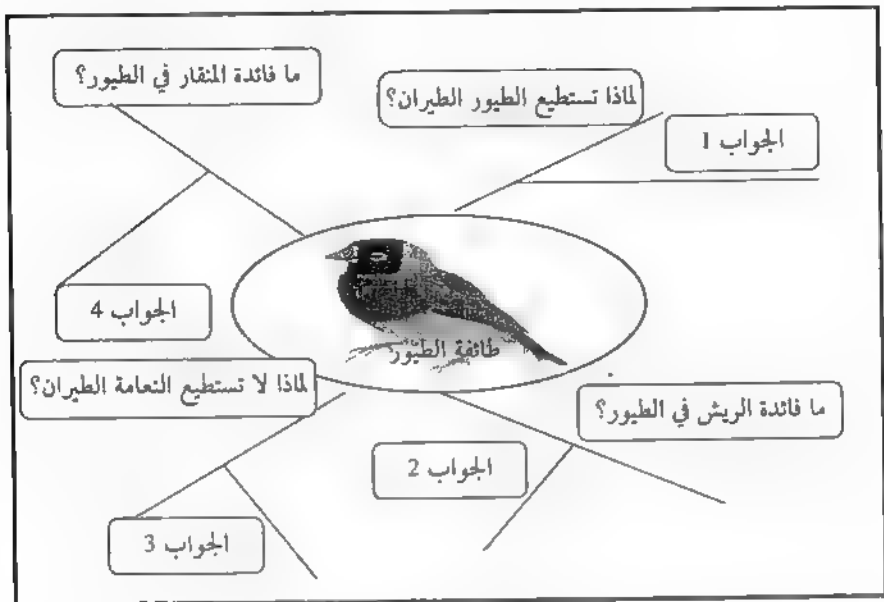 ما فائدة المنقار في الطيور؟
لماذا تستطيع الطيور الطيران؟
الجواب 1
الجواب 4
طائفة الطيور
لماذا لا تستطيع النعامة الطيران؟
ما فائدة الريش في الطيور؟
الجواب 2
الجواب 3